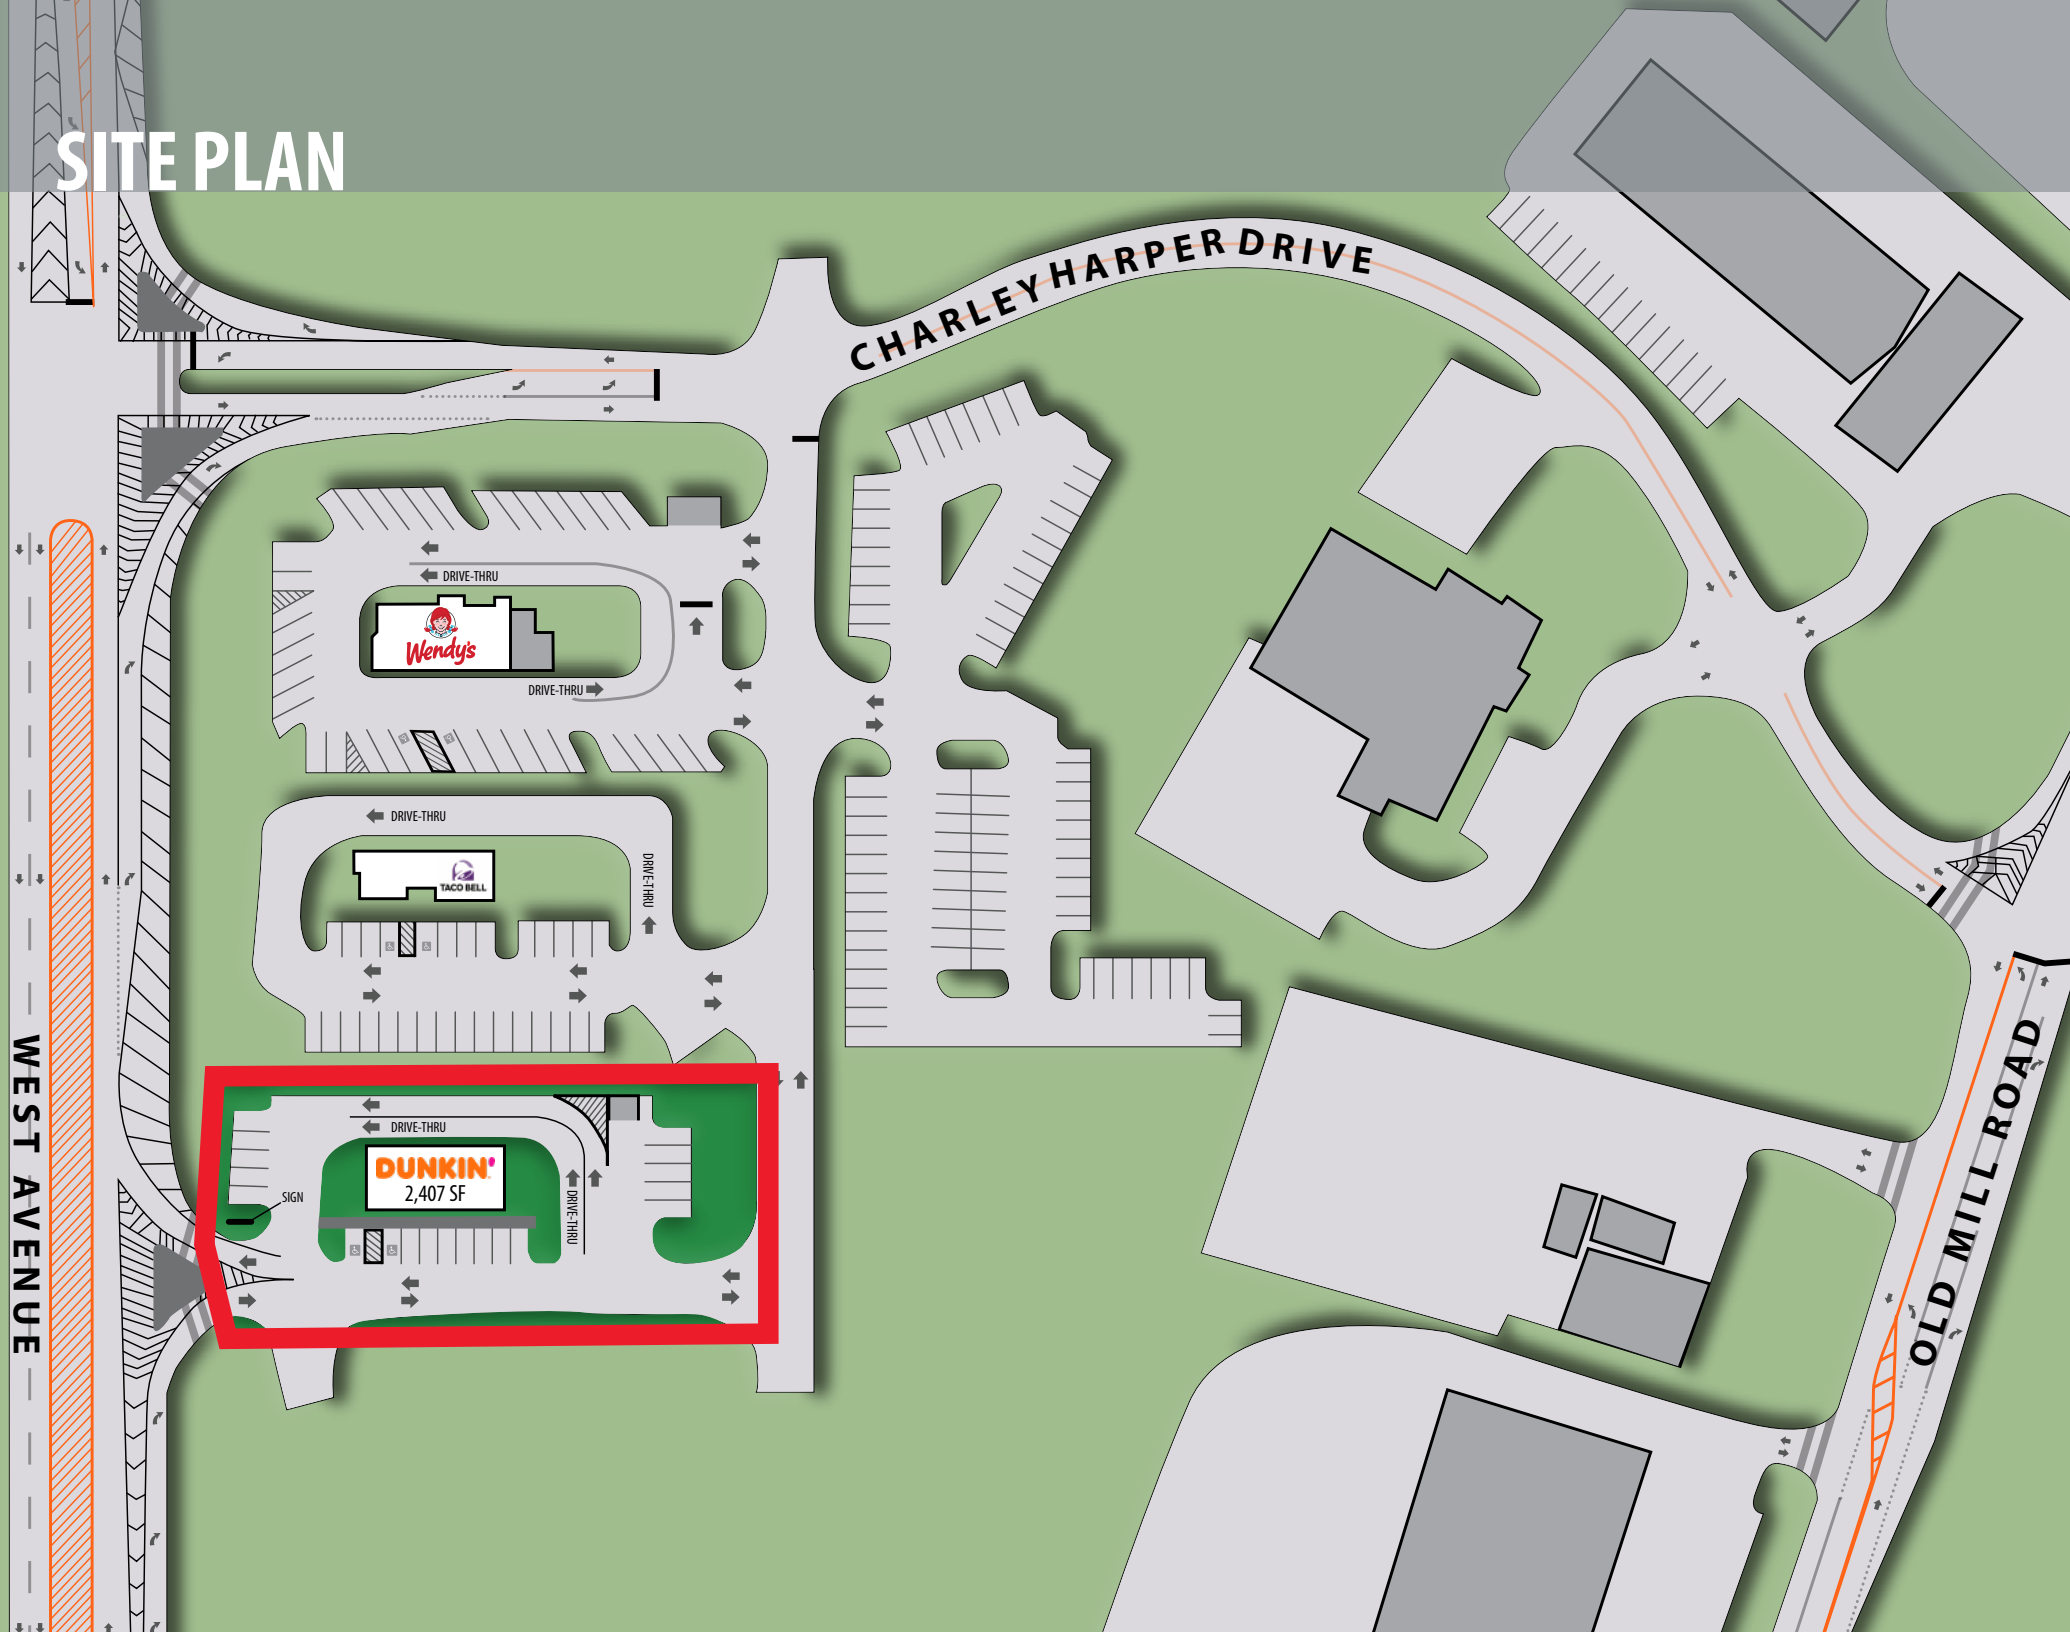 SITE PLAN
CHARLEY HARPER DRIVE
DRIVE-THRU
Wendy's
DRIVE-THRU
DRIVE-THRU
DRIVE-THRU
TACO BELL
WEST AVENUE
OLD MILL ROAD
DRIVE-THRU
DUNKIN'
2,407 SF
SIGN
DRIVE-THRU